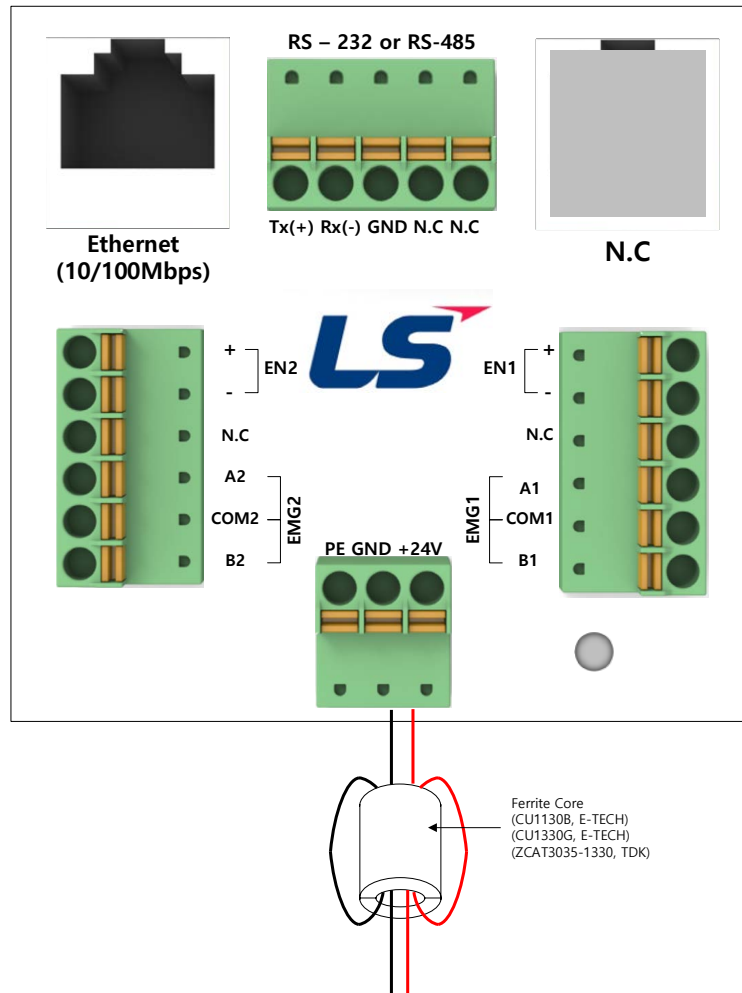 RS – 232 or RS-485
Tx(+) Rx(-) GND N.C N.C
Ethernet
(10/100Mbps)
N.C
LS
+
EN2
-
N.C
A2
COM2
EMG2
B2
EN1
+
-
N.C
A1
EMG1
COM1
B1
PE GND +24V
Ferrite Core
(CU1130B, E-TECH)
(CU1330G, E-TECH)
(ZCAT3035-1330, TDK)